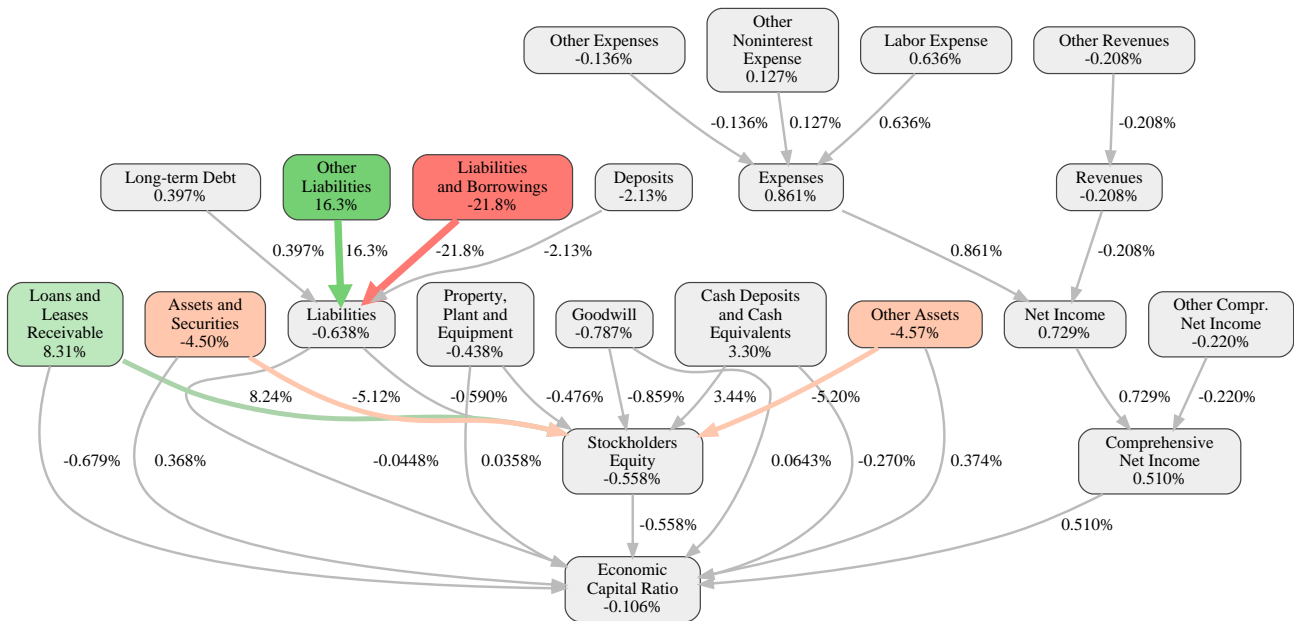 Other Expenses
-0.136%
Other
Noninterest
Expense
0.127%
Labor Expense
0.636%
Other Revenues
-0.208%
-0.136%
0.127%
0.636%
-0.208%
Long-term Debt
0.397%
Other
Liabilities
16.3%
Liabilities
and Borrowings
-21.8%
Deposits
-2.13%
Expenses
0.861%
Revenues
-0.208%
0.397%
16.3%
-21.8%
-2.13%
0.861%
-0.208%
Loans and
Leases
Receivable
8.31%
Assets and
Securities
-4.50%
Liabilities
-0.638%
Property,
Plant and
Equipment
-0.438%
Goodwill
-0.787%
Cash Deposits
and Cash
Equivalents
3.30%
Other Assets
-4.57%
Net Income
0.729%
Other Compr.
Net Income
-0.220%
8.24%
-5.12%
-0.590%
-0.476%
-0.859%
3.44%
-5.20%
0.729%
-0.220%
-0.679%
0.368%
-0.0448%
0.0358%
Stockholders
Equity
-0.558%
0.0643%
-0.270%
0.374%
Comprehensive
Net Income
0.510%
-0.558%
0.510%
Economic
Capital Ratio
-0.106%